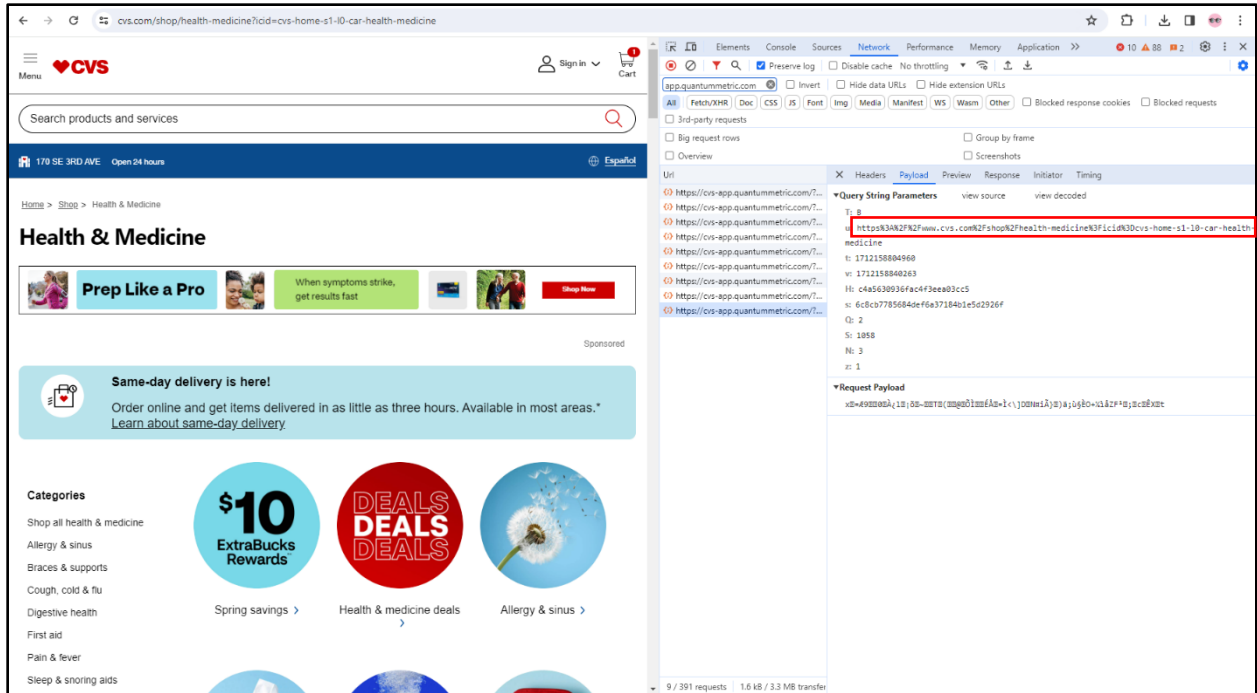 cvs.com/shop/health-medicine?icid=cvs-home-s1-l0-car-health-medicine
Menu
CVS
Sign in
1
Cart
Search products and services
170 SE 3RD AVE Open 24 hours
Español
Home > Shop > Health & Medicine
Health & Medicine
Prep Like a Pro
When symptoms strike,
get results fast
Shop Now
Sponsored
Same-day delivery is here!
Order online and get items delivered in as little as three hours. Available in most areas.*
Learn about same-day delivery
Categories
Shop all health & medicine
Allergy & sinus
Braces & supports
Cough, cold & flu
Digestive health
First aid
Pain & fever
Sleep & snoring aids
$10
ExtraBucks
Rewards™
Spring savings >
DEALS
DEALS
DEALS
Health & medicine deals
>
Allergy & sinus >
Elements Console Sources Network Performance Memory Application >> 10 88 2
Preserve log Disable cache No throttling
app.quantummetric.com Invert Hide data URLs Hide extension URLs
All Fetch/XHR Doc CSS JS Font Img Media Manifest WS Wasm Other Blocked response cookies Blocked requests
3rd-party requests
Big request rows Group by frame
Overview Screenshots
Url
https://cvs-app.quantummetric.com/?...
https://cvs-app.quantummetric.com/?...
https://cvs-app.quantummetric.com/?...
https://cvs-app.quantummetric.com/?...
https://cvs-app.quantummetric.com/?...
https://cvs-app.quantummetric.com/?...
https://cvs-app.quantummetric.com/?...
https://cvs-app.quantummetric.com/?...
https://cvs-app.quantummetric.com/?...
X Headers Payload Preview Response Initiator Timing
▼Query String Parameters view source view decoded
T: B
u: https%3A%2F%2Fwww.cvs.com%2Fshop%2Fhealth-medicine%3Ficid%3Dcvs-home-s1-l0-car-health-
medicine
t: 1712158804960
v: 1712158840263
H: c4a5630936fac4f3eea03cc5
s: 6c8cb7785684def6a37184b1e5d2926f
Q: 2
S: 1058
N: 3
z: 1
▼Request Payload
9 / 391 requests 1.6 kB / 3.3 MB transfer